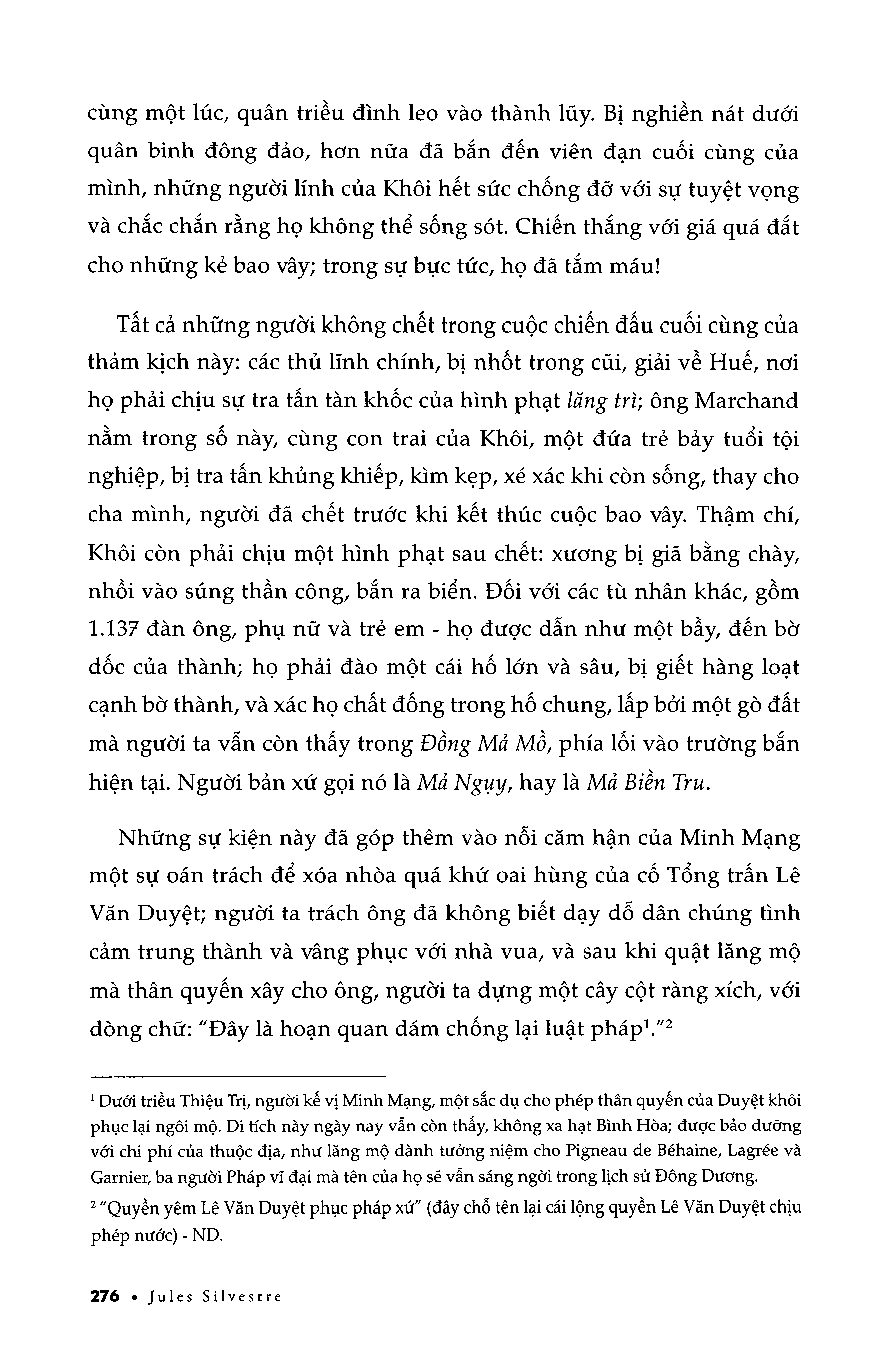 cùng một lúc, quân triều đình leo vào thành lũy. Bị nghiền nát dưới
quân binh đông đảo, hơn nữa đã bắn đến viên đạn cuối cùng của
mình, những người lính của Khôi hết sức chống đỡ với sự tuyệt vọng
và chắc chắn rằng họ không thể sống sót. Chiến thắng với giá quá đắt
cho những kẻ bao vây; trong sự bực tức, họ đã tắm máu!
Tất cả những người không chết trong cuộc chiến đấu cuối cùng của
thảm kịch này: các thủ lĩnh chính, bị nhốt trong cũi, giải về Huế, nơi
họ phải chịu sự tra tấn tàn khốc của hình phạt lăng trì; ông Marchand
nằm trong số này, cùng con trai của Khôi, một đứa trẻ bảy tuổi tội
nghiệp, bị tra tấn khủng khiếp, kìm kẹp, xé xác khi còn sống, thay cho
cha mình, người đã chết trước khi kết thúc cuộc bao vây. Thậm chí,
Khôi còn phải chịu một hình phạt sau chết: xương bị giã bằng chày,
nhồi vào súng thần công, bắn ra biển. Đối với các tù nhân khác, gồm
1.137 đàn ông, phụ nữ và trẻ em - họ được dẫn như một bầy, đến bờ
dốc của thành; họ phải đào một cái hố lớn và sâu, bị giết hàng loạt
cạnh bờ thành, và xác họ chất đống trong hố chung, lấp bởi một gò đất
mà người ta vẫn còn thấy trong Đồng Mả Mồ, phía lối vào trường bắn
hiện tại. Người bản xứ gọi nó là Mả Ngụy, hay là Mả Biền Tru.
Những sự kiện này đã góp thêm vào nỗi căm hận của Minh Mạng
một sự oán trách để xóa nhòa quá khứ oai hùng của cố Tổng trấn Lê
Văn Duyệt; người ta trách ông đã không biết dạy dỗ dân chúng tình
cảm trung thành và vâng phục với nhà vua, và sau khi quật lăng mộ
mà thân quyến xây cho ông, người ta dựng một cây cột ràng xích, với
dòng chữ: "Đây là hoạn quan dám chống lại luật pháp¹."²
¹ Dưới triều Thiệu Trị, người kế vị Minh Mạng, một sắc dụ cho phép thân quyến của Duyệt khôi
phục lại ngôi mộ. Di tích này ngày nay vẫn còn thấy, không xa hạt Bình Hòa; được bảo dưỡng
với chi phí của thuộc địa, như lăng mộ dành tưởng niệm cho Pigneau de Béhaine, Lagrée và
Garnier, ba người Pháp vĩ đại mà tên của họ sẽ vẫn sáng ngời trong lịch sử Đông Dương.
² "Quyền yêm Lê Văn Duyệt phục pháp xứ" (đây chỗ tên lại cái lộng quyền Lê Văn Duyệt chịu
phép nước) - ND.
276 • Jules Silvestre